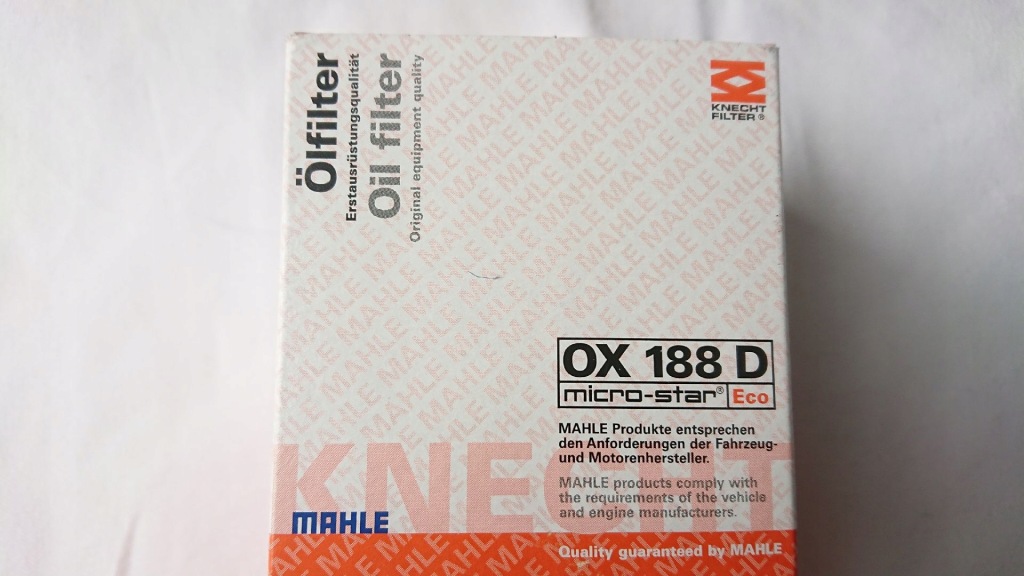 Ölfilter
Erstausrüstungsqualität
Oil filter
Original equipment quality
KNECHT
FILTER®
OX 188 D
micro-star® Eco
MAHLE Produkte entsprechen
den Anforderungen der Fahrzeug-
und Motorenhersteller.
MAHLE products comply with
the requirements of the vehicle
and engine manufacturers.
KNECHT
MAHLE
Quality guaranteed by MAHLE